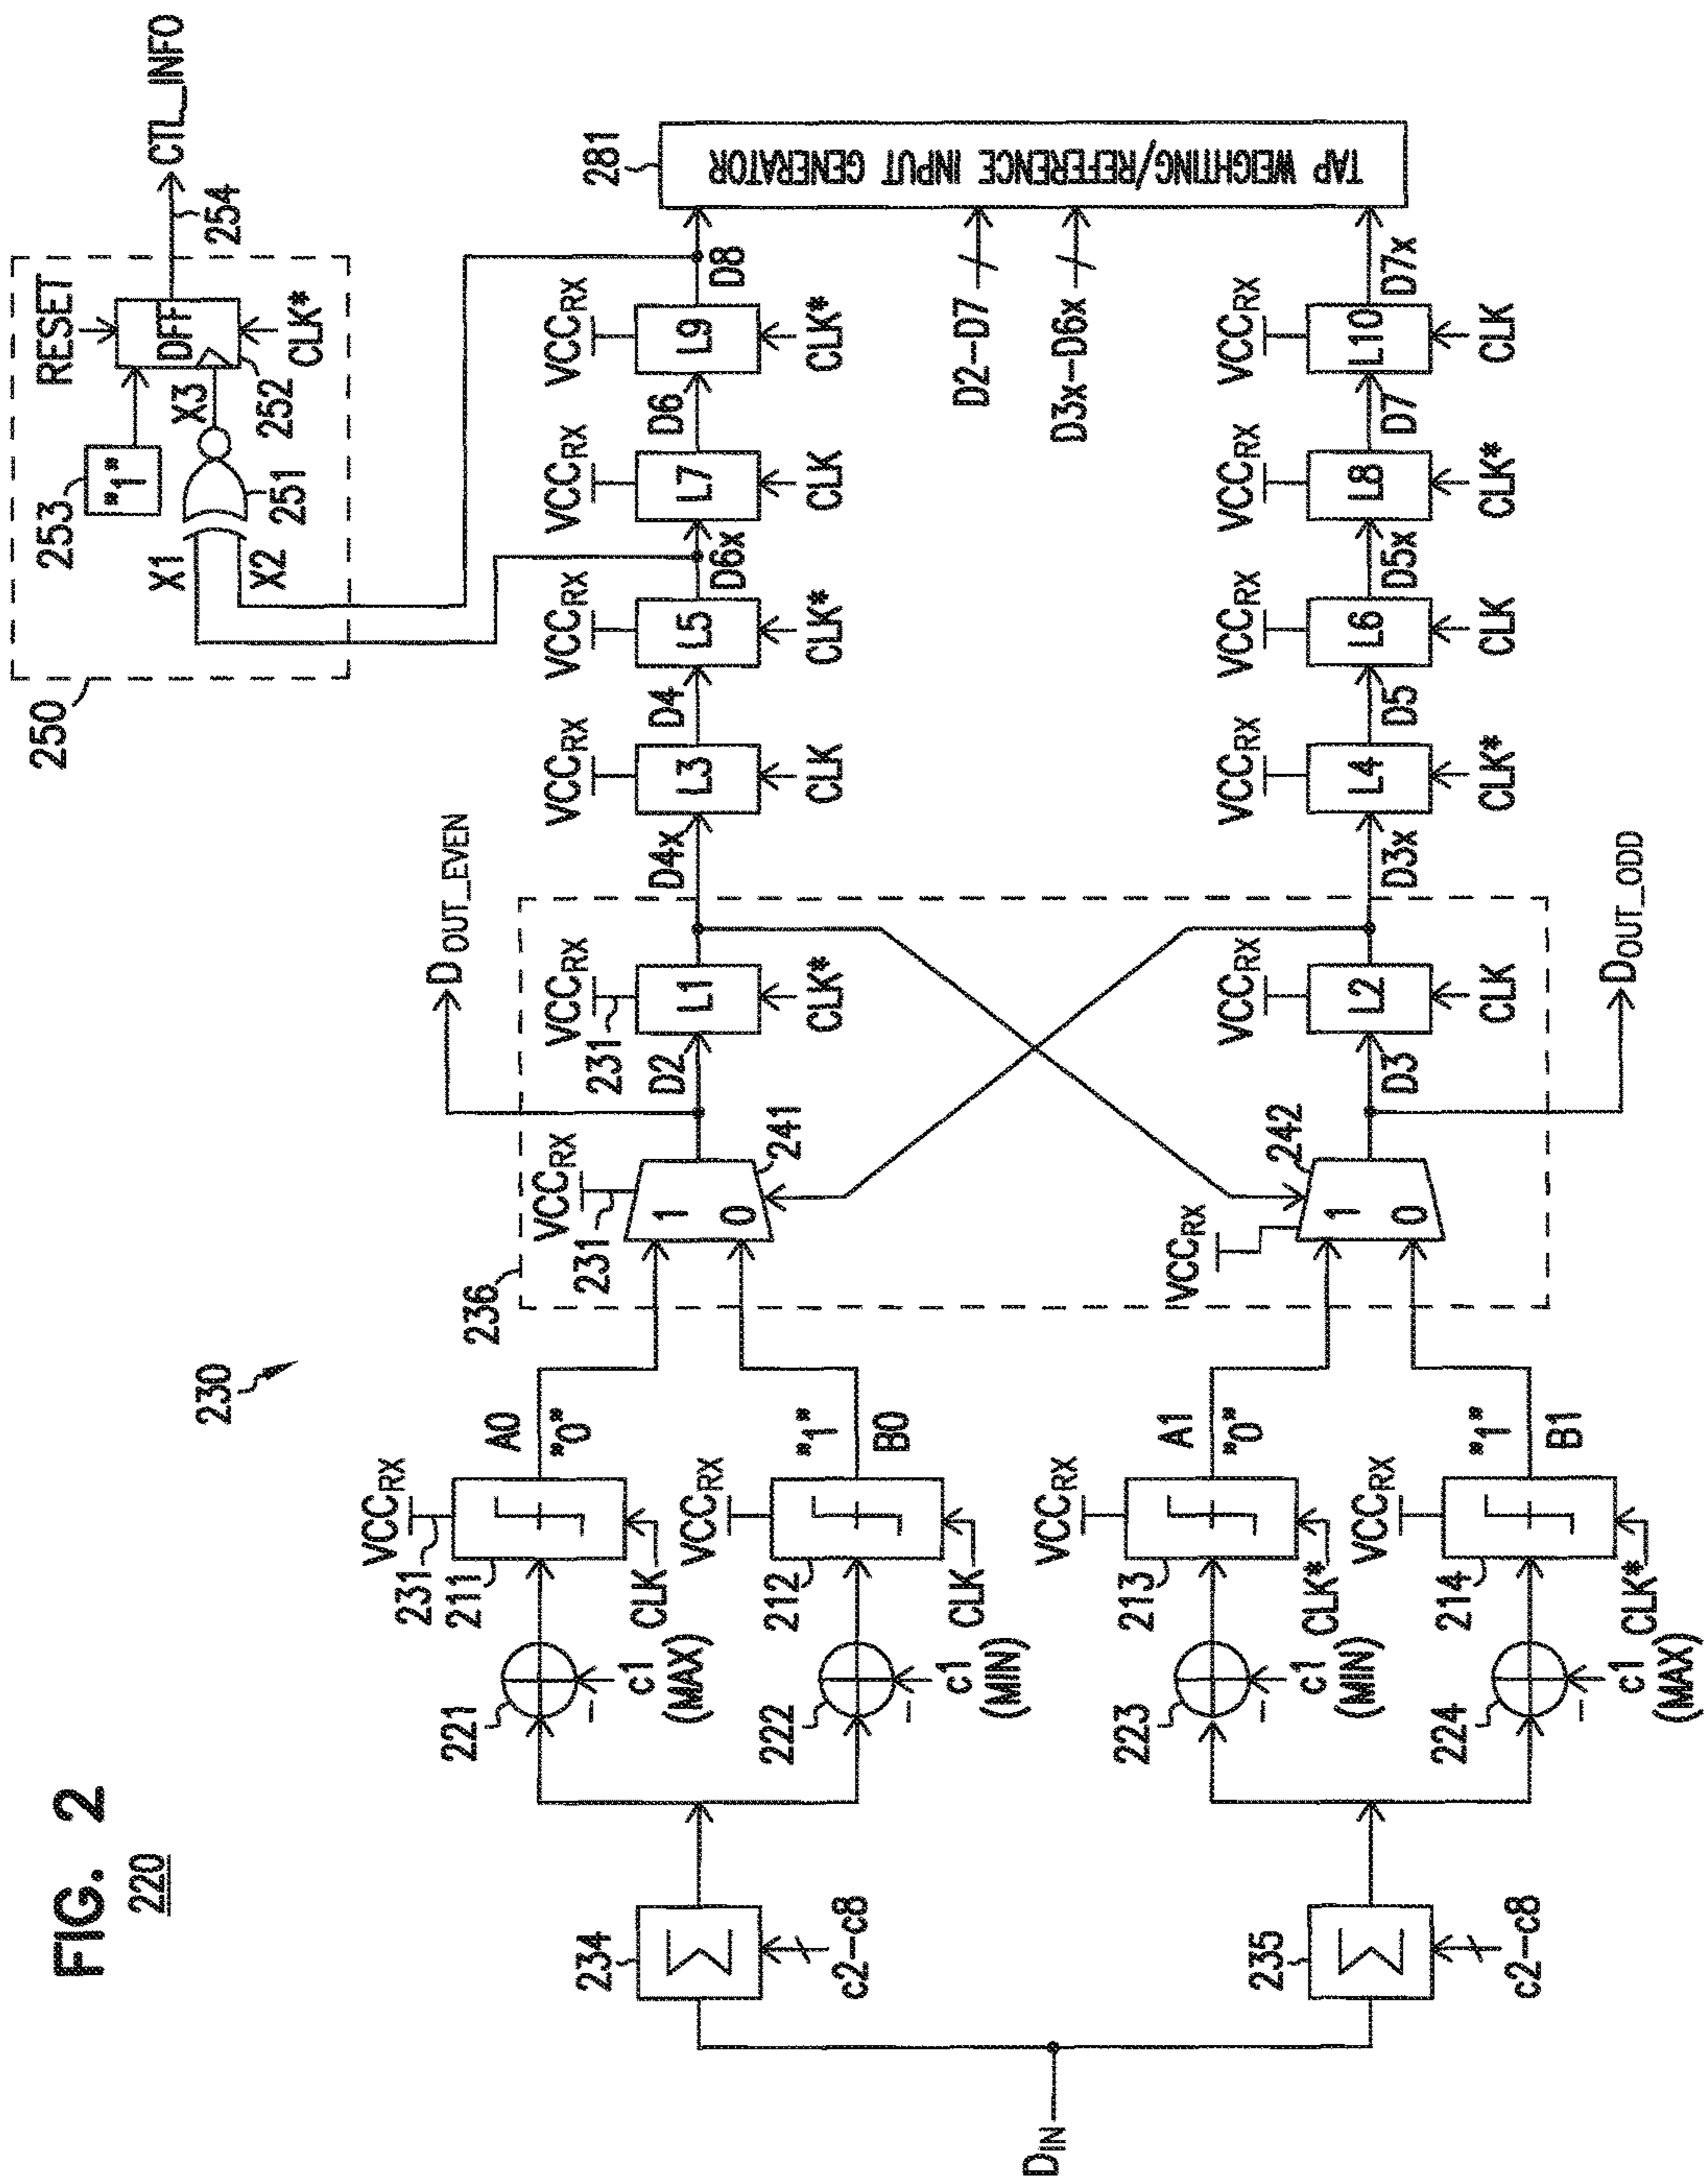 FIG. 2
220
230
250
RESET
253
"1"
DFF
CTL_INFO
254
X1
X2
X3
251
252
CLK*
DOUT_EVEN
236
VCCRX
231
VCCRX
231
VCCRX
VCCRX
VCCRX
VCCRX
VCCRX
231
211
A0
"0"
221
c1
(MAX)
CLK
1
0
241
D2
L1
CLK*
D4x
L3
CLK
D4
L5
CLK*
D6x
L7
CLK
D6
L9
CLK*
D8
281
TAP WEIGHTING/REFERENCE INPUT GENERATOR
234
Σ
c2–c8
VCCRX
212
"1"
B0
222
c1
(MIN)
CLK
D2–D7
D3x–D6x
DIN
VCCRX
213
A1
"0"
223
c1
(MIN)
CLK*
VCCRX
1
0
242
D3
VCCRX
L2
CLK
D3x
VCCRX
L4
CLK*
D5
VCCRX
L6
CLK
D5x
VCCRX
L8
CLK*
D7
VCCRX
L10
CLK
D7x
235
Σ
c2–c8
VCCRX
214
"1"
B1
224
c1
(MAX)
CLK*
DOUT_ODD